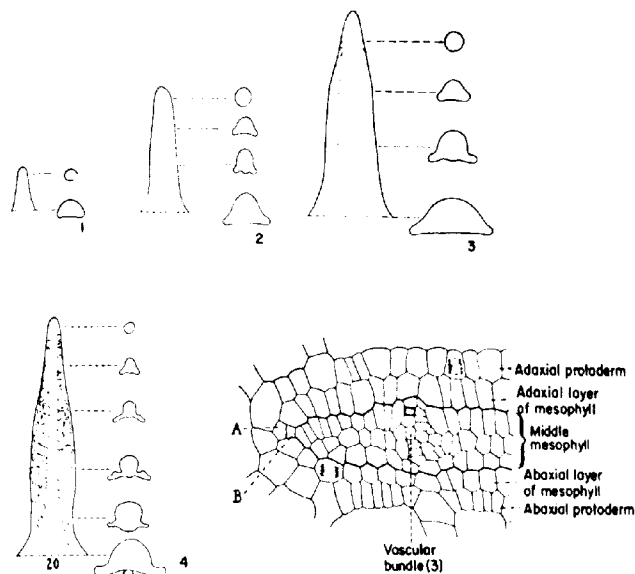 1
2
3
20
4
A
B
Adaxial protoderm
Adaxial layer
of mesophyll
Middle
mesophyll
Abaxial layer
of mesophyll
Abaxial protoderm
Vascular
bundle (3)